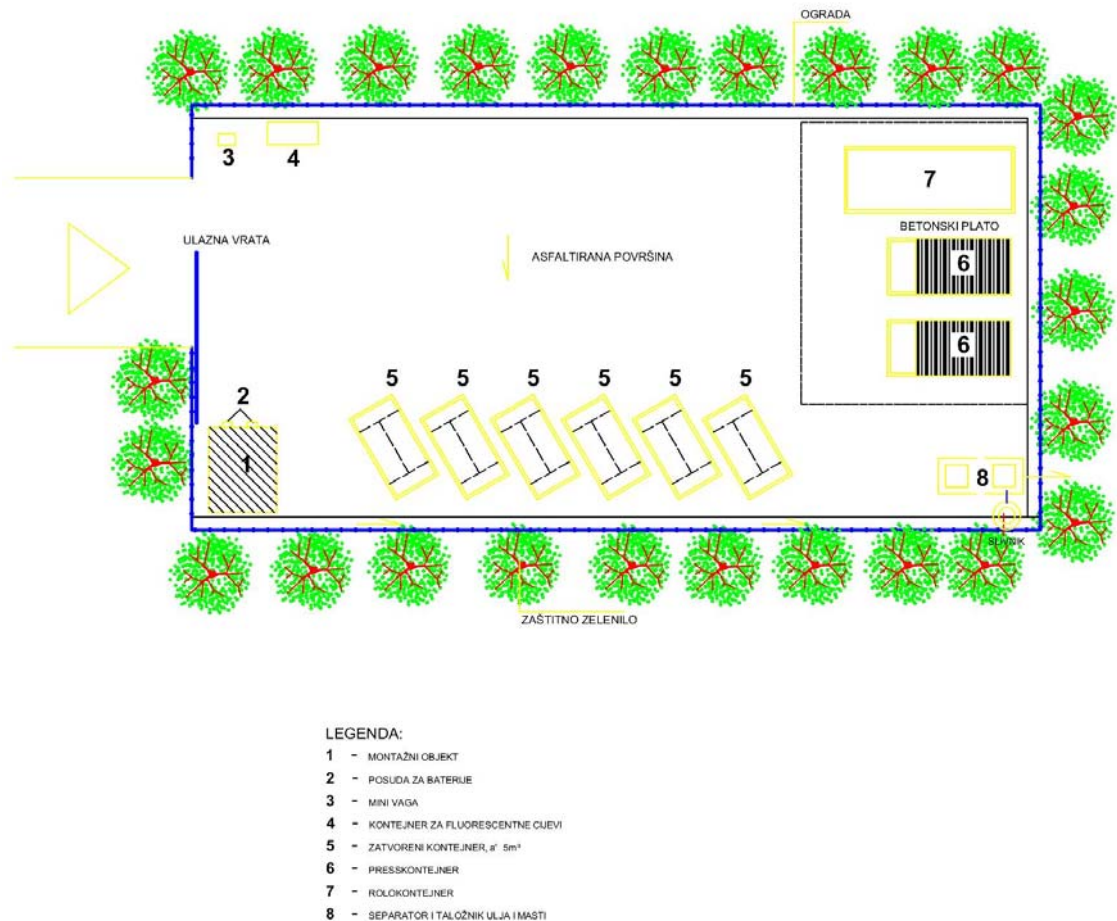 OGRADA
3
4
7
ULAZNA VRATA
BETONSKI PLATO
ASFALTIRANA POVRŠINA
6
6
5 5 5 5 5 5
2
1
8
SLIVNIK
ZAŠTITNO ZELENILO
LEGENDA:
1 - MONTAŽNI OBJEKT
2 - POSUDA ZA BATERIJE
3 - MINI VAGA
4 - KONTEJNER ZA FLUORESCENTNE CIJEVI
5 - ZATVORENI KONTEJNER, a' 5m³
6 - PRESSKONTEJNER
7 - ROLOKONTEJNER
8 - SEPARATOR I TALOŽNIK ULJA I MASTI